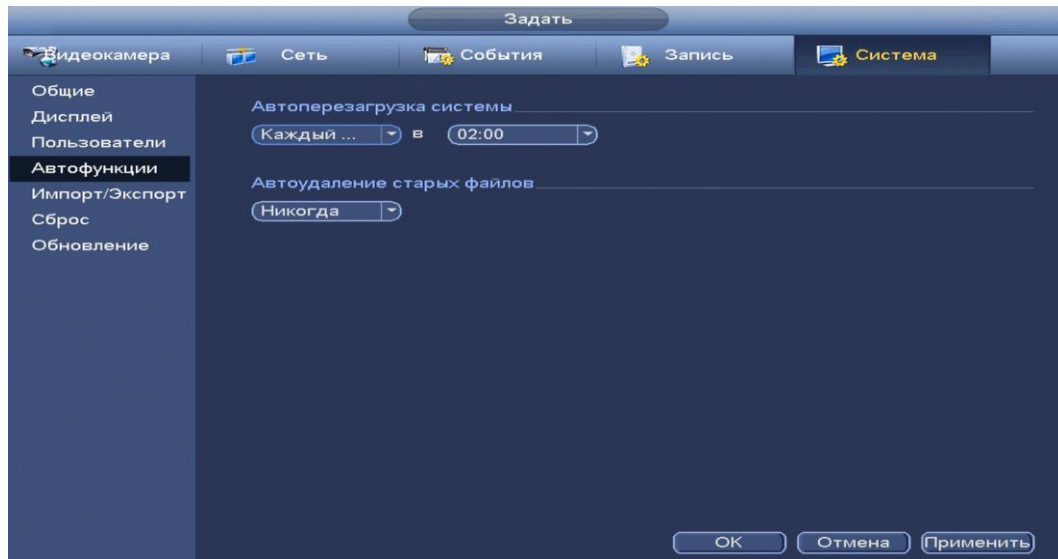 Задать
Видеокамера Сеть События Запись Система
Общие
Дисплей
Пользователи
Автофункции
Импорт/Экспорт
Сброс
Обновление
Автоперезагрузка системы
Каждый ... в 02:00
Автоудаление старых файлов
Никогда
OK Отмена Применить